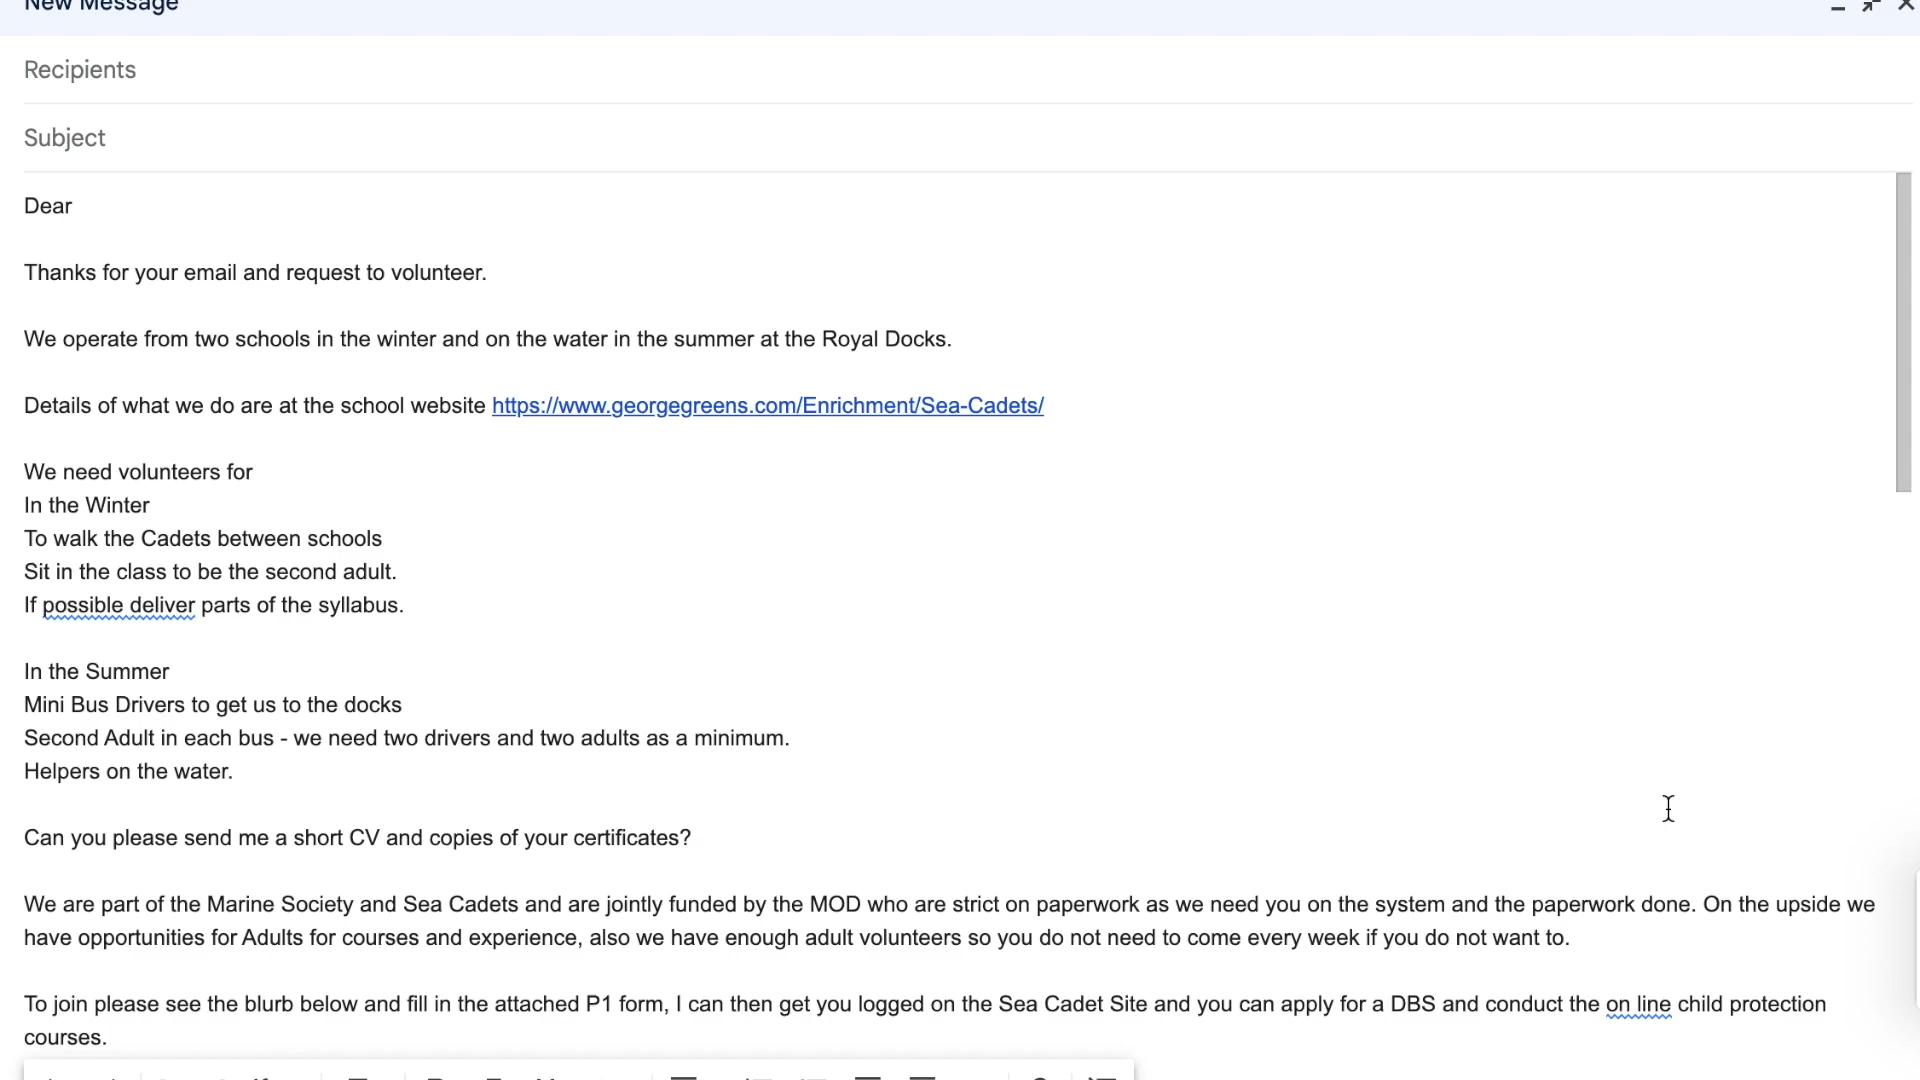 New Message
Recipients
Subject
Dear
Thanks for your email and request to volunteer.
We operate from two schools in the winter and on the water in the summer at the Royal Docks.
Details of what we do are at the school website https://www.georgegreens.com/Enrichment/Sea-Cadets/
We need volunteers for
In the Winter
To walk the Cadets between schools
Sit in the class to be the second adult.
If possible deliver parts of the syllabus.
In the Summer
Mini Bus Drivers to get us to the docks
Second Adult in each bus - we need two drivers and two adults as a minimum.
Helpers on the water.
Can you please send me a short CV and copies of your certificates?
We are part of the Marine Society and Sea Cadets and are jointly funded by the MOD who are strict on paperwork as we need you on the system and the paperwork done. On the upside we
have opportunities for Adults for courses and experience, also we have enough adult volunteers so you do not need to come every week if you do not want to.
To join please see the blurb below and fill in the attached P1 form, I can then get you logged on the Sea Cadet Site and you can apply for a DBS and conduct the on line child protection
courses.